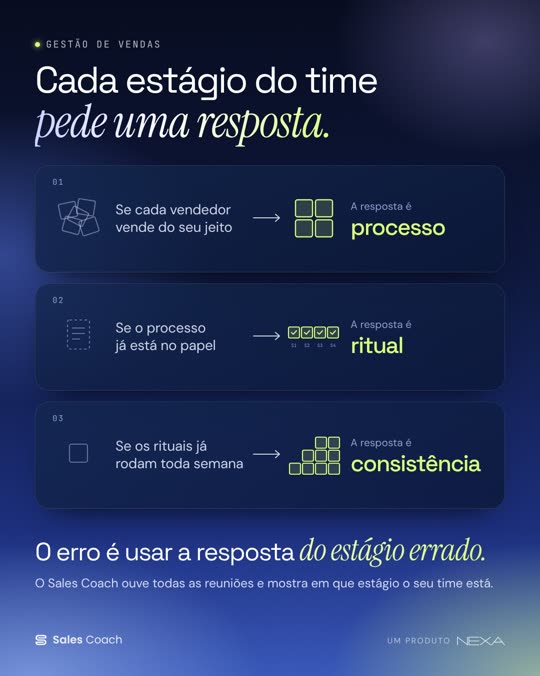 GESTÃO DE VENDAS
Cada estágio do time
pede uma resposta.
01
Se cada vendedor
vende do seu jeito
A resposta é
processo
02
Se o processo
já está no papel
S1 S2 S3 S4
A resposta é
ritual
03
Se os rituais já
rodam toda semana
A resposta é
consistência
O erro é usar a resposta do estágio errado.
O Sales Coach ouve todas as reuniões e mostra em que estágio o seu time está.
Sales Coach
UM PRODUTO NEXA